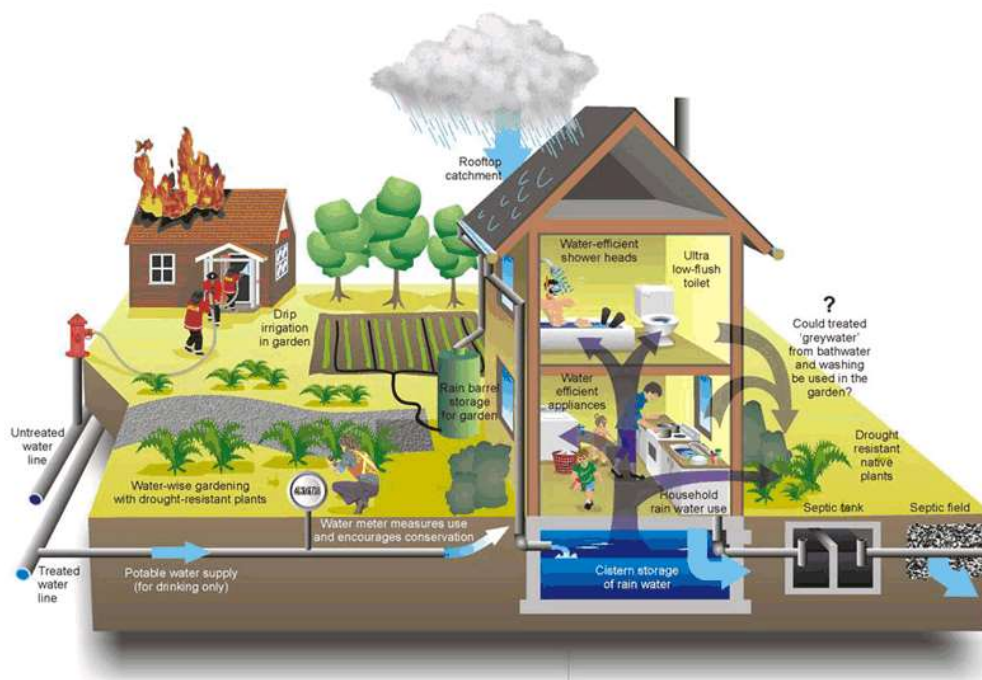 Rooftop
catchment
Water-efficient
shower heads
Ultra
low-flush
toilet
?
Could treated
'greywater'
from bathwater
and washing
be used in the
garden?
Drip
irrigation
in garden
Rain barrel
storage
for garden
Water
efficient
appliances
Untreated
water
line
Drought
resistant
native
plants
Water-wise gardening
with drought-resistant plants
Household
rain water use
Septic tank
Septic field
Water meter measures use
and encourages conservation
Treated
water
line
Potable water supply
(for drinking only)
Cistern storage
of rain water